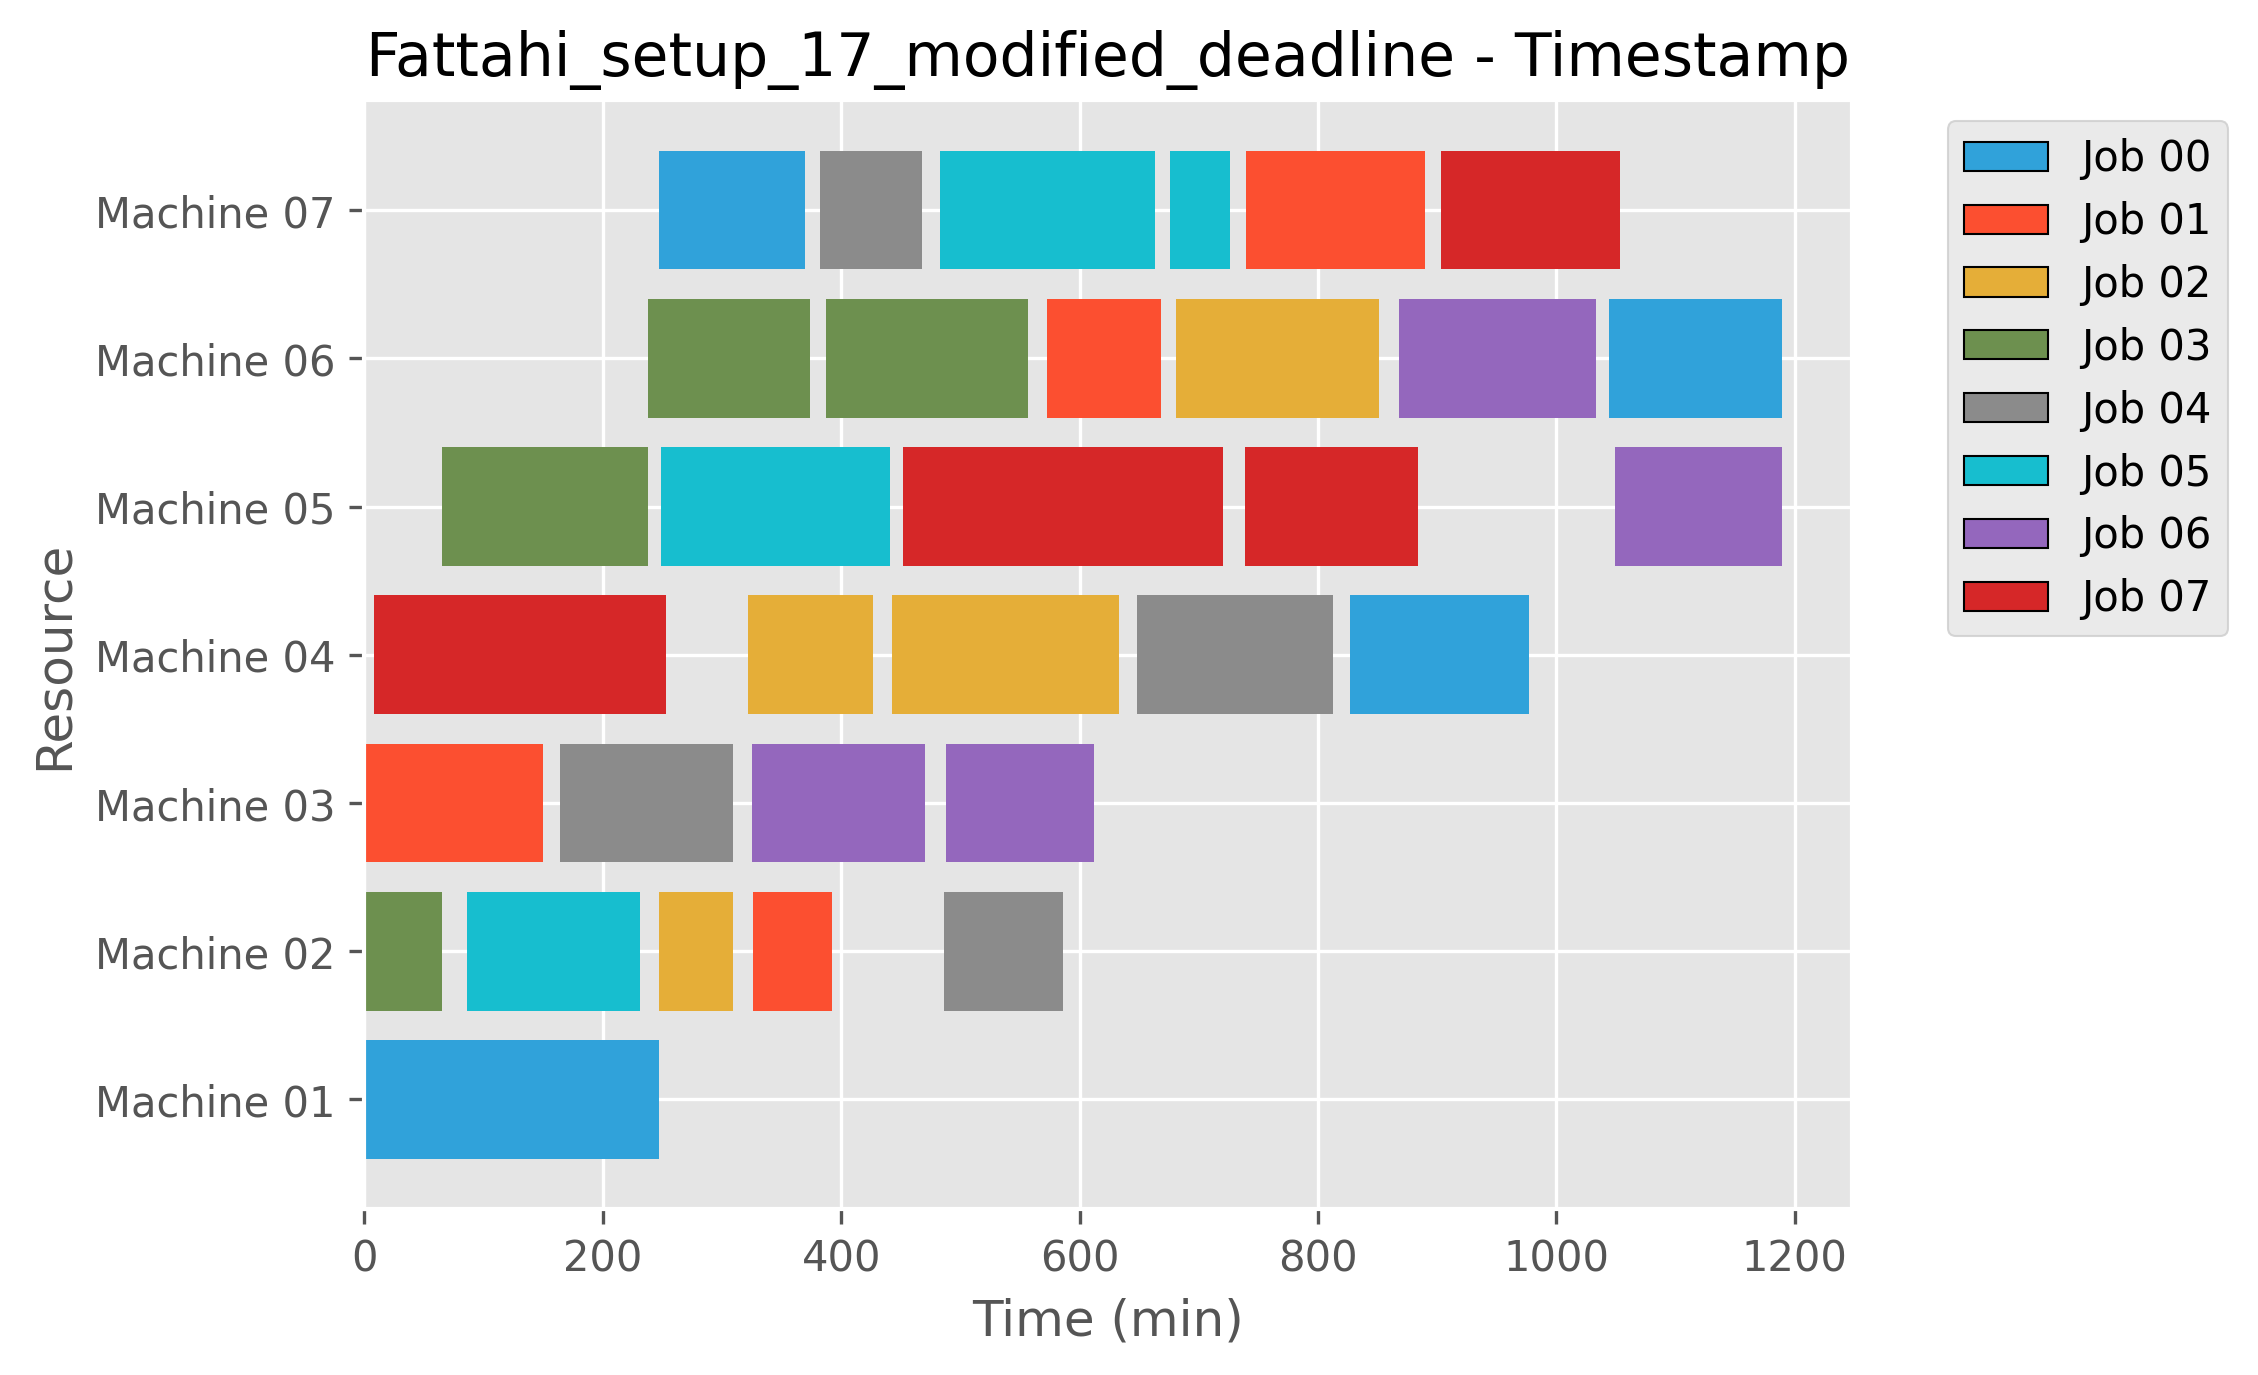 Fattahi_setup_17_modified_deadline - Timestamp
Machine 07
Machine 06
Machine 05
Machine 04
Machine 03
Machine 02
Machine 01
Resource
0 200 400 600 800 1000 1200
Time (min)
Job 00
Job 01
Job 02
Job 03
Job 04
Job 05
Job 06
Job 07